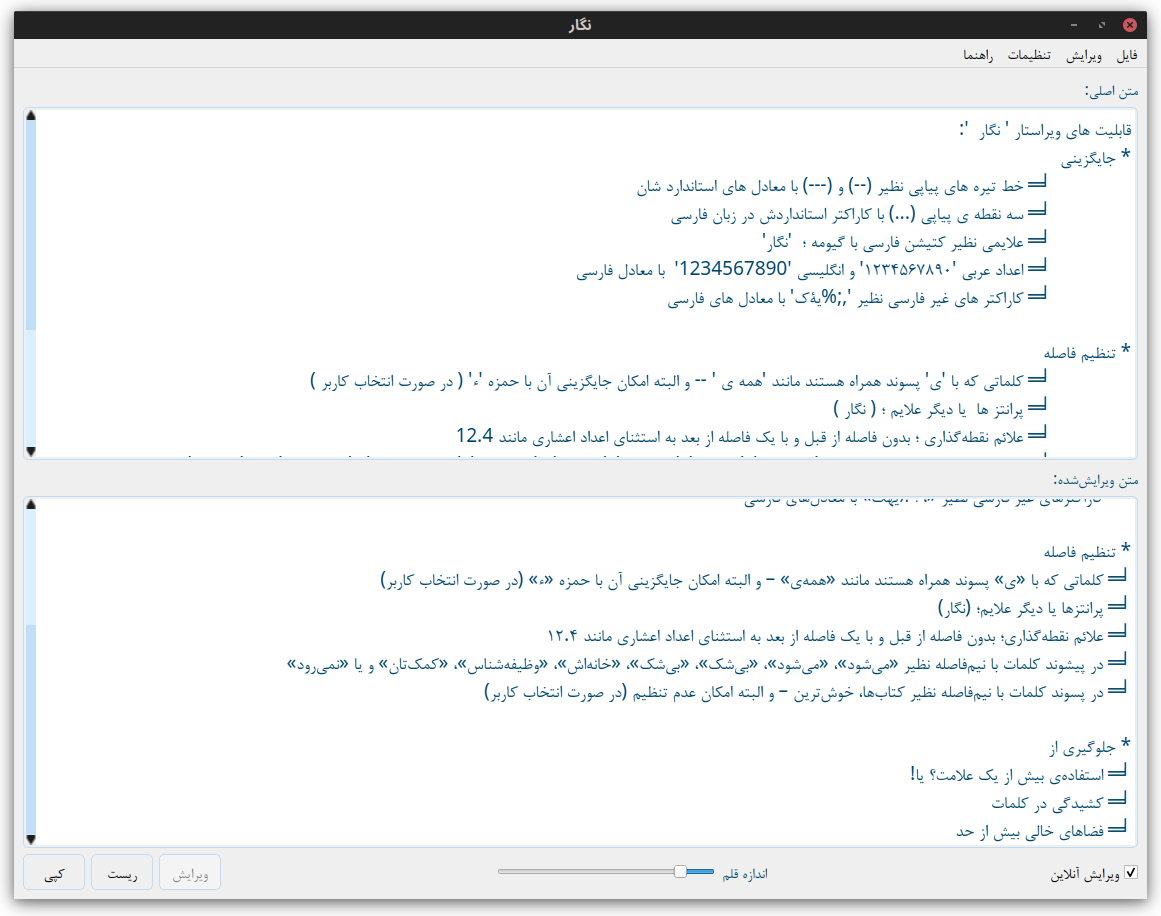 نگار
فایل ویرایش تنظیمات راهنما
متن اصلی:
قابلیت های ویراستار ' نگار  ':
* جایگزینی
╝═ خط تیره های پیاپی نظیر (--) و (---) با معادل های استاندارد شان
╝═ سه نقطه ی پیاپی (...) با کاراکتر استانداردش در زبان فارسی
╝═ علایمی نظیر کتیشن فارسی با گیومه ؛  'نگار'
╝═ اعداد عربی '۱۲۳۴۵۶۷۸۹۰' و انگلیسی '1234567890'  با معادل فارسی
╝═ کاراکتر های غیر فارسی نظیر ',;%يةك' با معادل های فارسی
* تنظیم فاصله
╝═ کلماتی که با 'ی' پسوند همراه هستند مانند 'همه ی ' -- و البته امکان جایگزینی آن با حمزه 'ء' ( در صورت انتخاب کاربر )
╝═ پرانتز ها  یا دیگر علایم ؛ ( نگار )
╝═ علائم نقطه‌گذاری ؛ بدون فاصله از قبل و با یک فاصله از بعد به استثنای اعداد اعشاری مانند 12.4
متن ویرایش‌شده:
* تنظیم فاصله
╝═ کلماتی که با «ی» پسوند همراه هستند مانند «همه‌ی» – و البته امکان جایگزینی آن با حمزه «ء» (در صورت انتخاب کاربر)
╝═ پرانتزها یا دیگر علایم؛ (نگار)
╝═ علائم نقطه‌گذاری؛ بدون فاصله از قبل و با یک فاصله از بعد به استثنای اعداد اعشاری مانند ۱۲.۴
╝═ در پیشوند کلمات با نیم‌فاصله نظیر «می‌شود»، «می‌شود»، «بی‌شک»، «بی‌شک»، «خانه‌اش»، «وظیفه‌شناس»، «کمک‌تان» و یا «نمی‌رود»
╝═ در پسوند کلمات با نیم‌فاصله نظیر کتاب‌ها، خوش‌ترین – و البته امکان عدم تنظیم (در صورت انتخاب کاربر)
* جلوگیری از
╝═ استفاده‌ی بیش از یک علامت؟ یا!
╝═ کشیدگی در کلمات
╝═ فضاهای خالی بیش از حد
ویرایش آنلاین
اندازه قلم
ویرایش
ریست
کپی